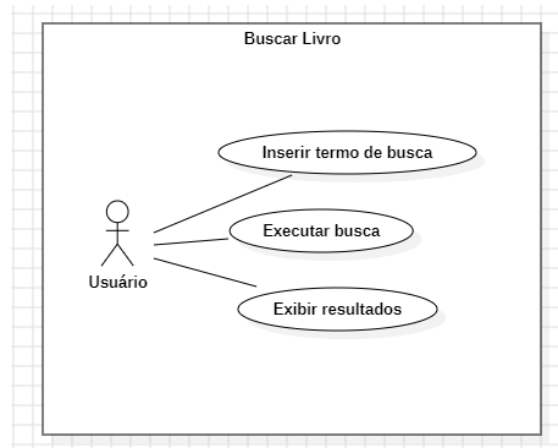 Buscar Livro
Inserir termo de busca
Executar busca
Usuário
Exibir resultados